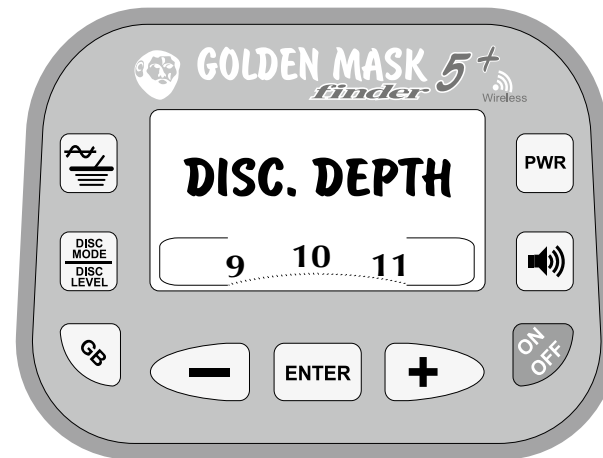 GOLDEN MASK 5+
finder
Wireless
DISC. DEPTH
PWR
DISC MODE
DISC LEVEL
9 10 11
GB
− ENTER +
ON OFF